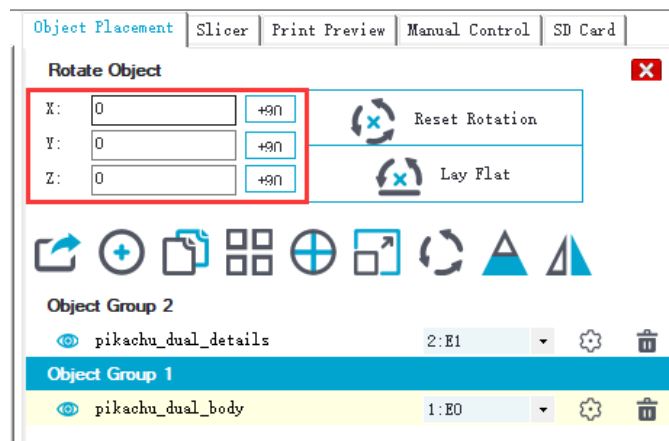 Object Placement Slicer Print Preview Manual Control SD Card
Rotate Object
X: 0 +90
Y: 0 +90
Z: 0 +90
Reset Rotation
Lay Flat
Object Group 2
pikachu_dual_details 2:E1
Object Group 1
pikachu_dual_body 1:E0